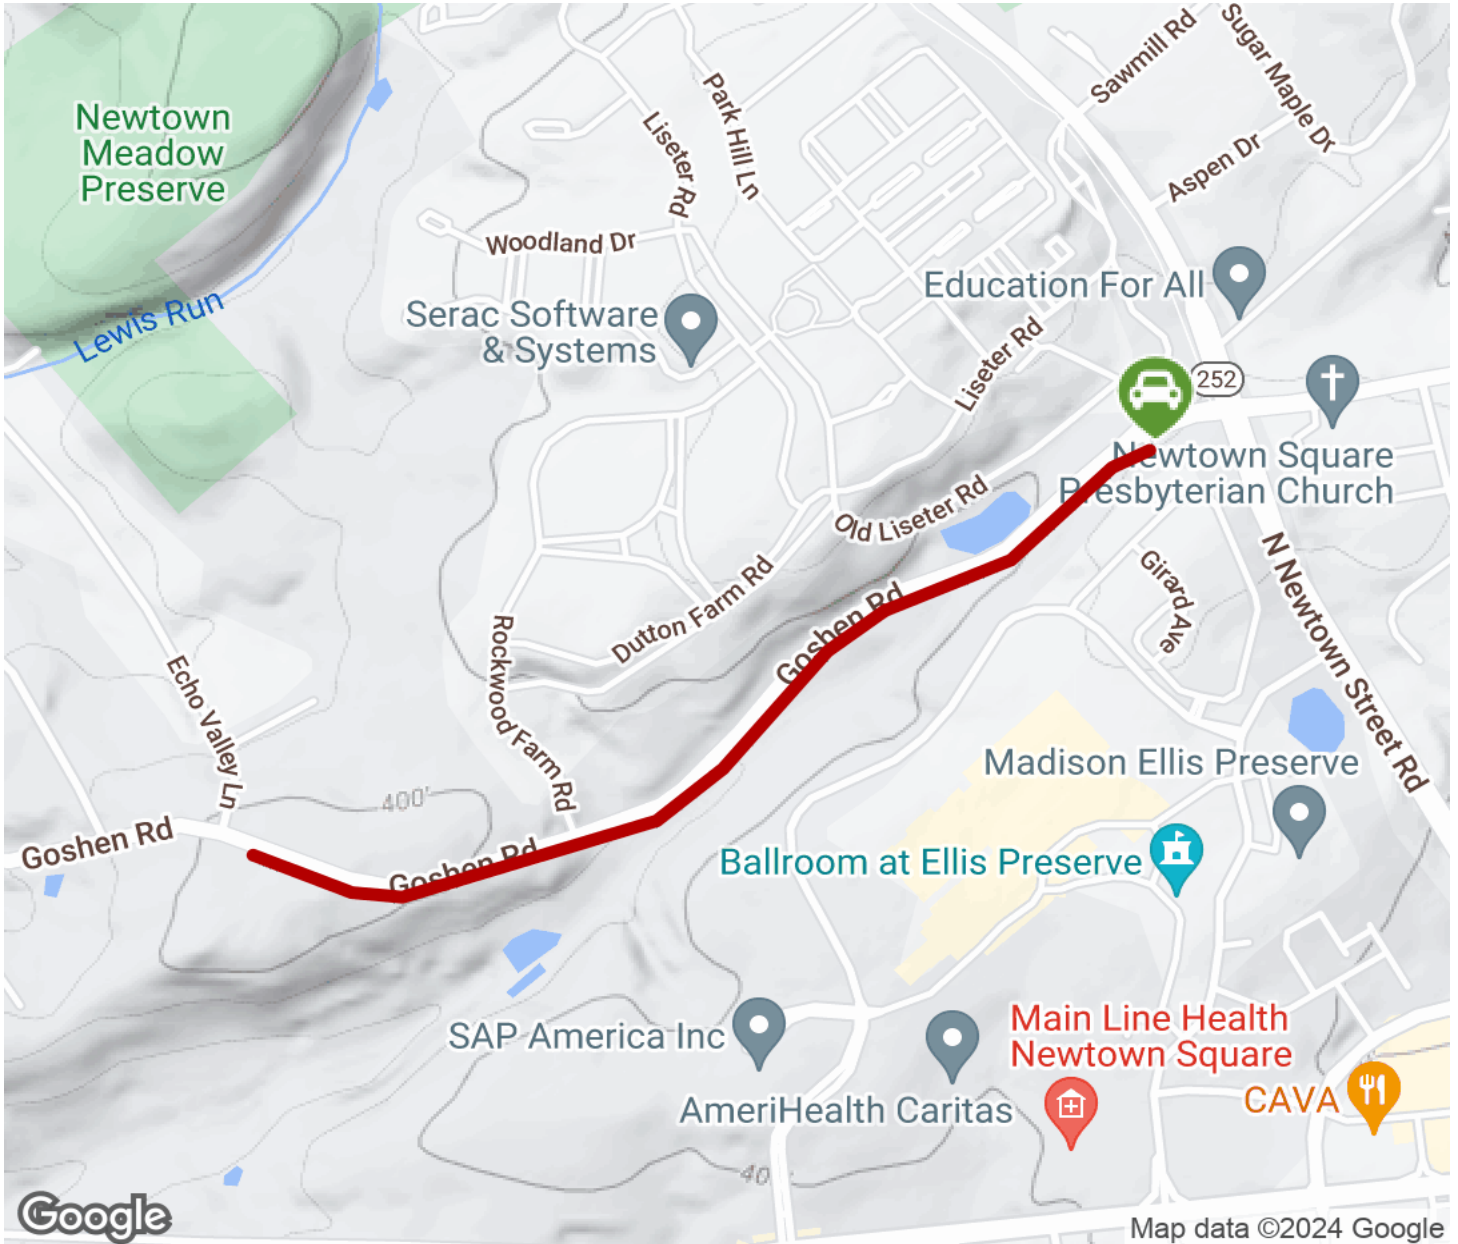 Sawmill Rd
Sugar Maple Dr
Park Hill Ln
Newtown
Meadow
Preserve
Liseter Rd
Aspen Dr
Woodland Dr
Education For All
Lewis Run
Serac Software
& Systems
Liseter Rd
252
Newtown Square
Presbyterian Church
Old Liseter Rd
N Newtown Street Rd
Girard Ave
Dutton Farm Rd
Goshen Rd
Rockwood Farm Rd
Echo Valley Ln
Madison Ellis Preserve
400'
Goshen Rd
Goshen Rd
Ballroom at Ellis Preserve
SAP America Inc
Main Line Health
Newtown Square
AmeriHealth Caritas
CAVA
40
Google
Map data ©2024 Google